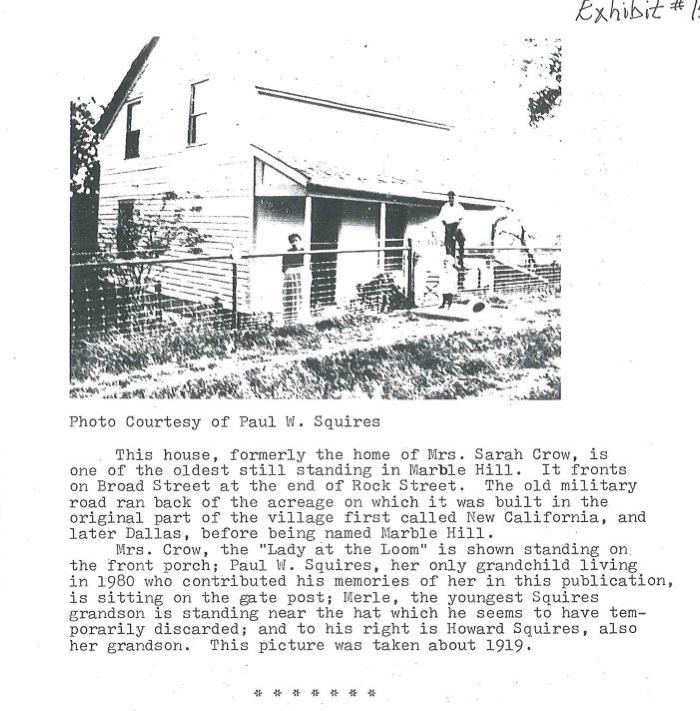 Exhibit #
Photo Courtesy of Paul W. Squires
This house, formerly the home of Mrs. Sarah Crow, is
one of the oldest still standing in Marble Hill. It fronts
on Broad Street at the end of Rock Street. The old military
road ran back of the acreage on which it was built in the
original part of the village first called New California, and
later Dallas, before being named Marble Hill.
Mrs. Crow, the "Lady at the Loom" is shown standing on
the front porch; Paul W. Squires, her only grandchild living
in 1980 who contributed his memories of her in this publication,
is sitting on the gate post; Merle, the youngest Squires
grandson is standing near the hat which he seems to have tem-
porarily discarded; and to his right is Howard Squires, also
her grandson. This picture was taken about 1919.
* * * * * * *